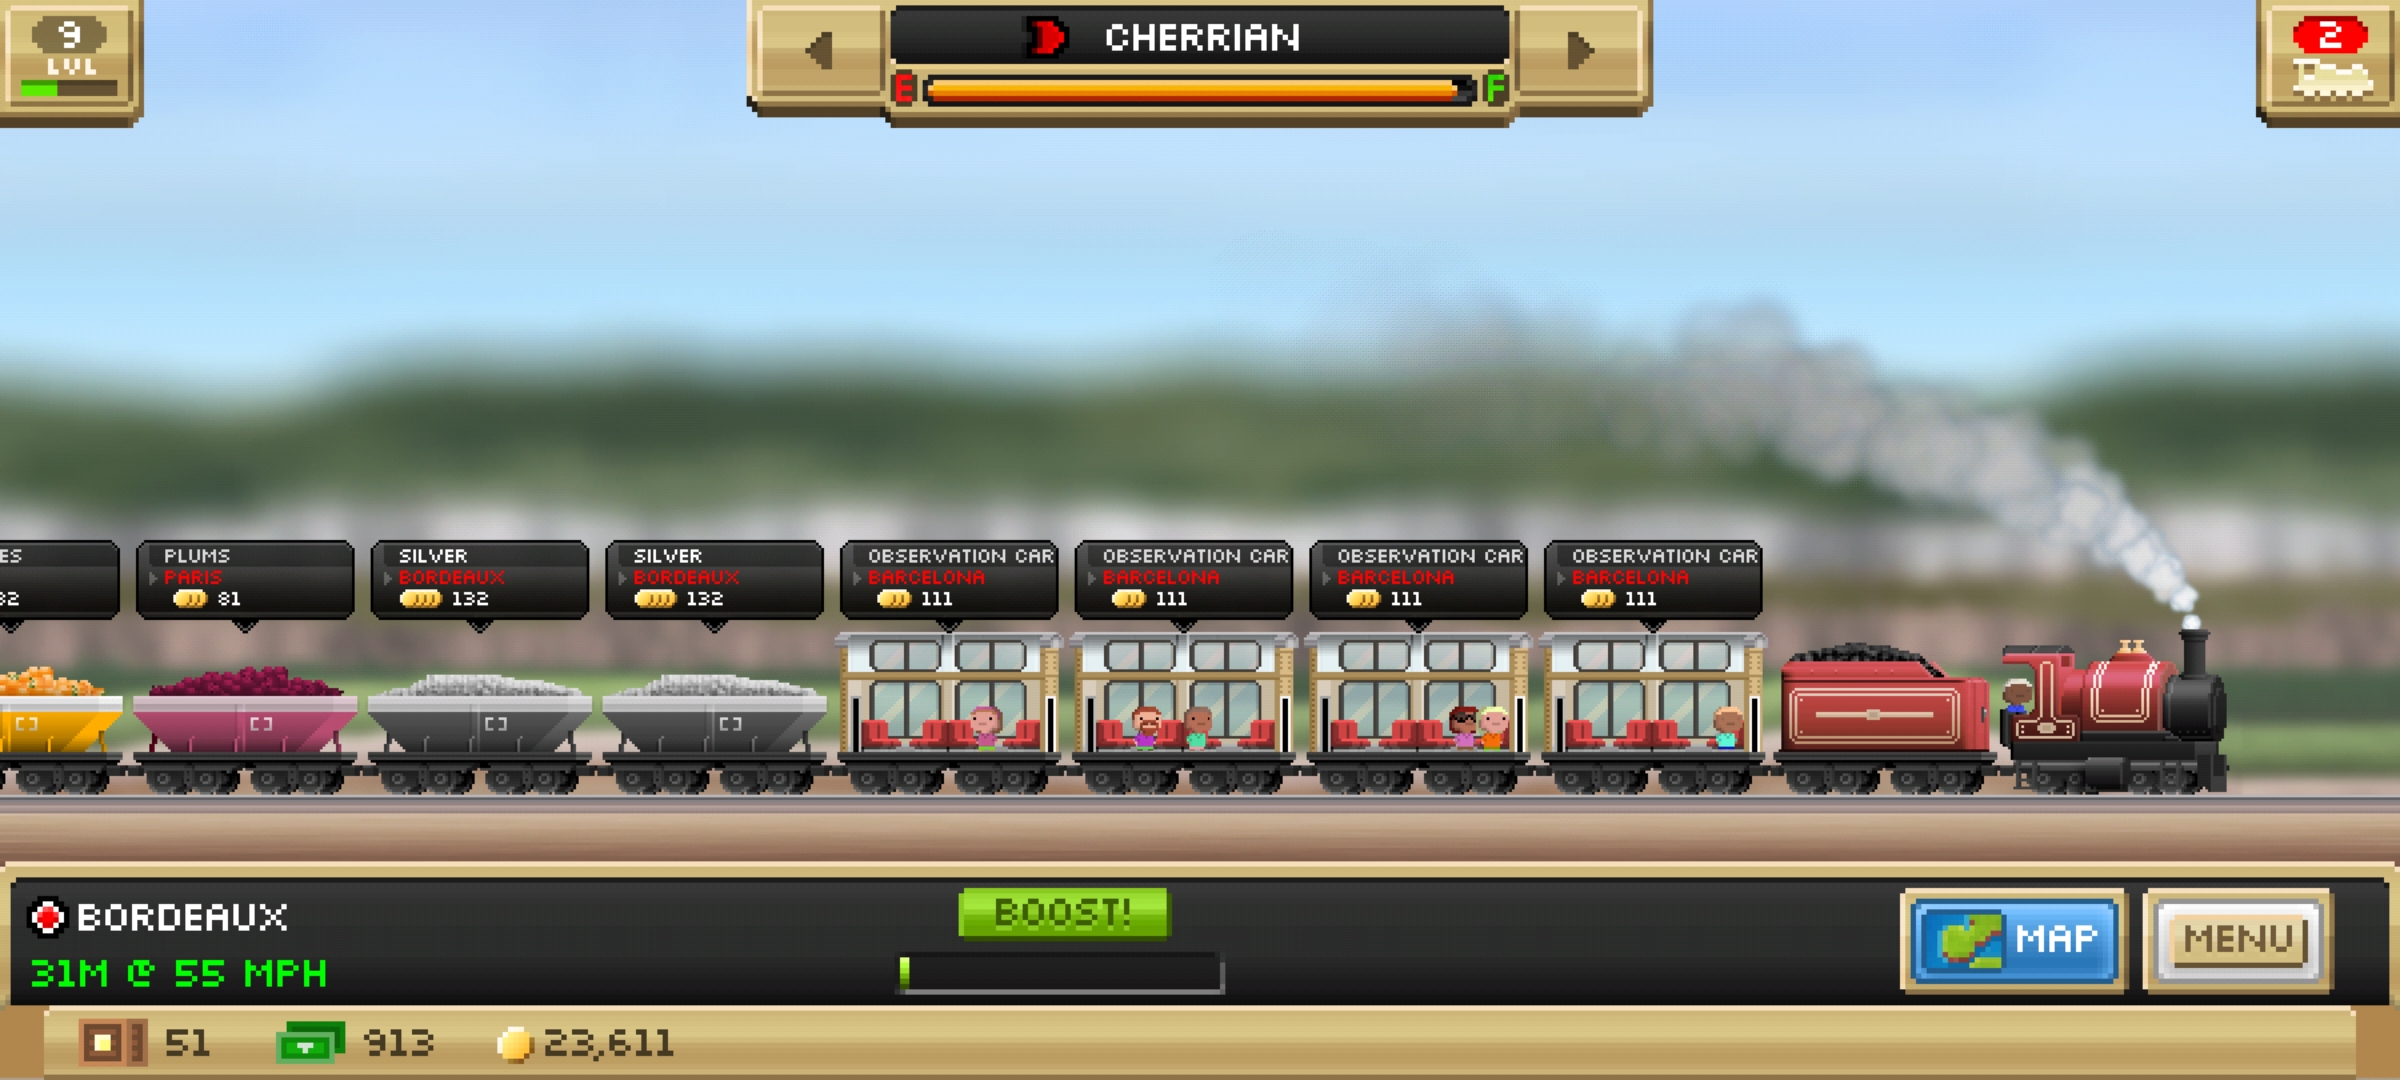 9
LVL
CHERRIAN
E F
2
ES
PLUMS
PARIS
81
SILVER
BORDEAUX
132
SILVER
BORDEAUX
132
OBSERVATION CAR
BARCELONA
111
OBSERVATION CAR
BARCELONA
111
OBSERVATION CAR
BARCELONA
111
OBSERVATION CAR
BARCELONA
111
BORDEAUX
31M @ 55 MPH
BOOST!
MAP
MENU
51
913
23,611